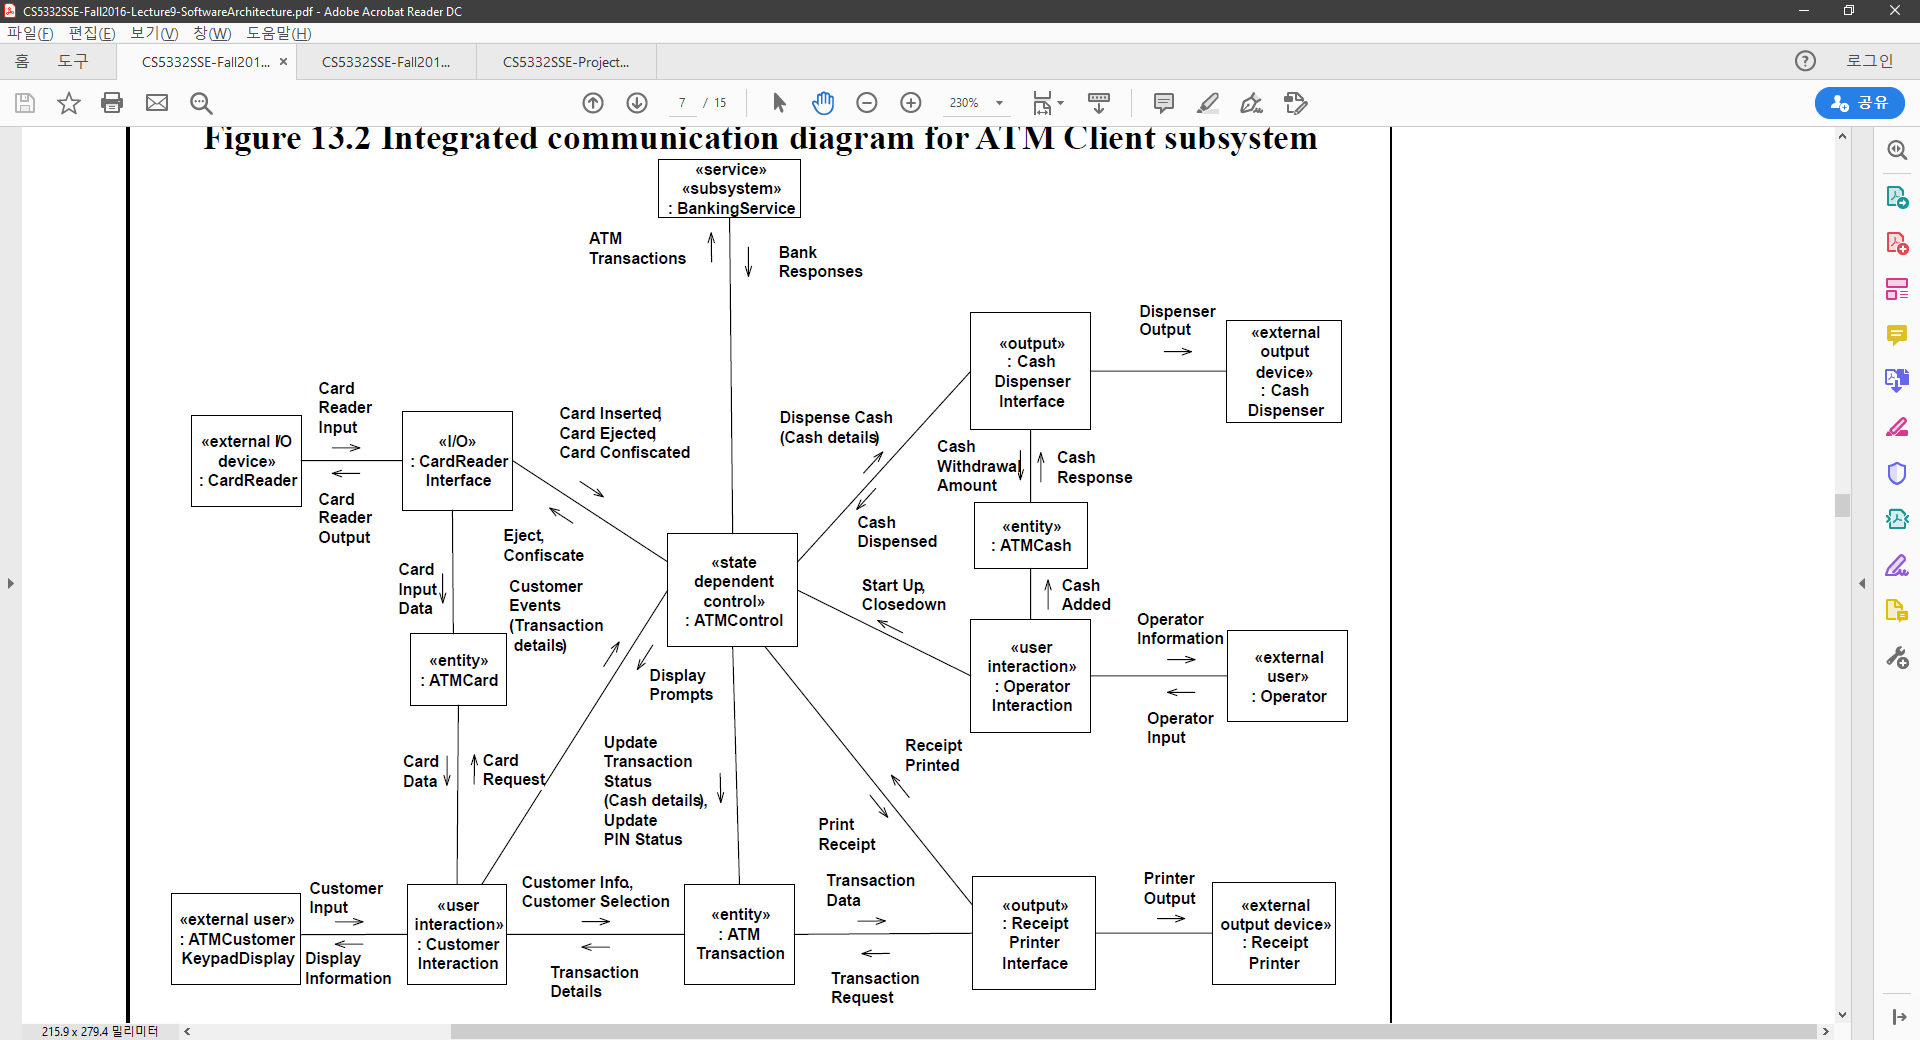 CS5332SSE-Fall2016-Lecture9-SoftwareArchitecture.pdf - Adobe Acrobat Reader DC
파일(F) 편집(E) 보기(V) 창(W) 도움말(H)
홈 도구 CS5332SSE-Fall201... × CS5332SSE-Fall201... CS5332SSE-Project... 로그인
7 / 15 230% 공유
Figure 13.2 Integrated communication diagram for ATM Client subsystem
«service»
«subsystem»
: BankingService
ATM
Transactions
Bank
Responses
Dispenser
Output
«output»
: Cash
Dispenser
Interface
«external
output
device»
: Cash
Dispenser
Card
Reader
Input
«external I/O
device»
: CardReader
Card
Reader
Output
«I/O»
: CardReader
Interface
Card Inserted,
Card Ejected,
Card Confiscated
Eject,
Confiscate
Dispense Cash
(Cash details)
Cash
Dispensed
Cash
Withdrawal
Amount
Cash
Response
«entity»
: ATMCash
Cash
Added
«state
dependent
control»
: ATMControl
Start Up,
Closedown
Card
Input
Data
Customer
Events
(Transaction
details)
«entity»
: ATMCard
Display
Prompts
«user
interaction»
: Operator
Interaction
Operator
Information
Operator
Input
«external
user»
: Operator
Card
Data
Card
Request
Update
Transaction
Status
(Cash details),
Update
PIN Status
Receipt
Printed
Print
Receipt
«external user»
: ATMCustomer
KeypadDisplay
Customer
Input
Display
Information
«user
interaction»
: Customer
Interaction
Customer Info,
Customer Selection
Transaction
Details
«entity»
: ATM
Transaction
Transaction
Data
Transaction
Request
«output»
: Receipt
Printer
Interface
Printer
Output
«external
output device»
: Receipt
Printer
215.9 x 279.4 밀리미터